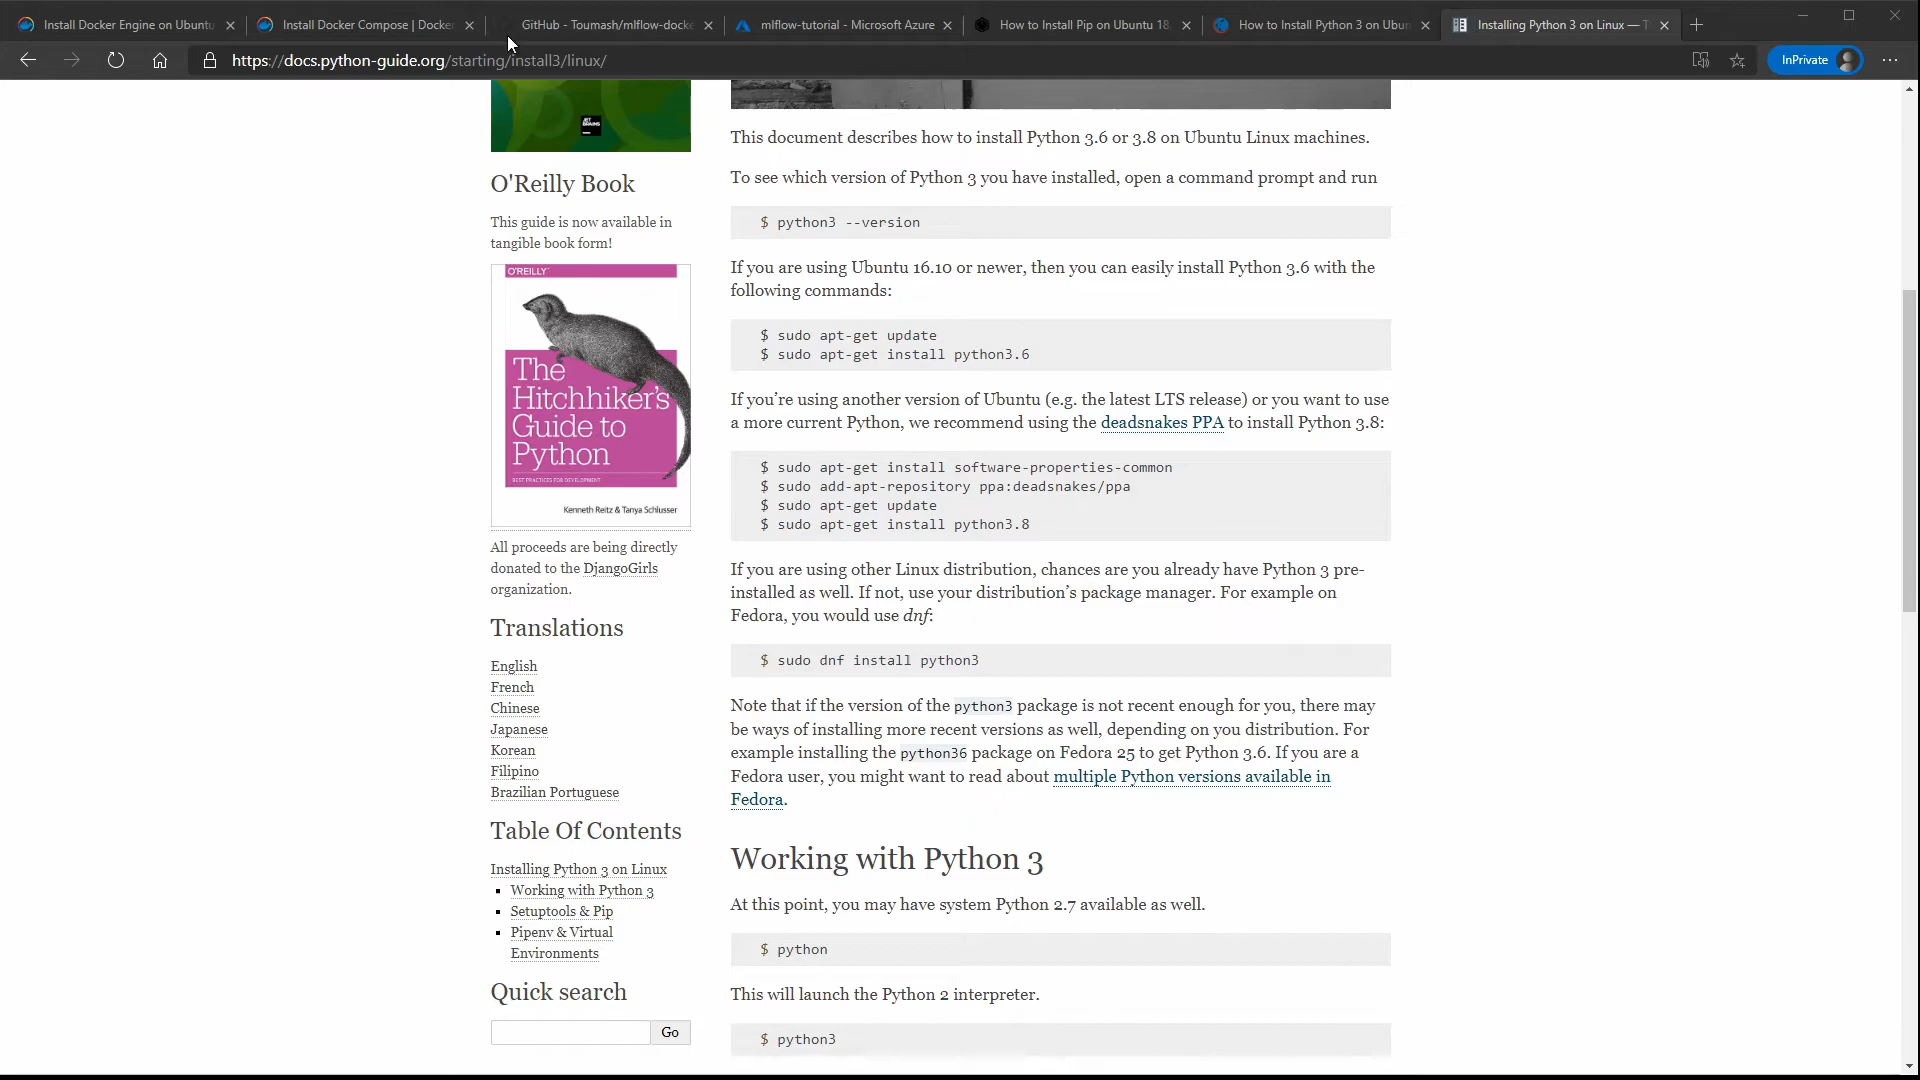 Install Docker Engine on Ubuntu
Install Docker Compose | Docker
GitHub - Toumash/mlflow-docke
mlflow-tutorial - Microsoft Azure
How to Install Pip on Ubuntu 18.
How to Install Python 3 on Ubun
Installing Python 3 on Linux — T
https://docs.python-guide.org/starting/install3/linux/
InPrivate
JET
BRAINS
O'Reilly Book
This guide is now available in
tangible book form!
O'REILLY
The
Hitchhiker's
Guide to
Python
BEST PRACTICES FOR DEVELOPMENT
Kenneth Reitz & Tanya Schlusser
All proceeds are being directly
donated to the DjangoGirls
organization.
Translations
English
French
Chinese
Japanese
Korean
Filipino
Brazilian Portuguese
Table Of Contents
Installing Python 3 on Linux
Working with Python 3
Setuptools & Pip
Pipenv & Virtual
Environments
Quick search
Go
This document describes how to install Python 3.6 or 3.8 on Ubuntu Linux machines.
To see which version of Python 3 you have installed, open a command prompt and run
$ python3 --version
If you are using Ubuntu 16.10 or newer, then you can easily install Python 3.6 with the
following commands:
$ sudo apt-get update
$ sudo apt-get install python3.6
If you’re using another version of Ubuntu (e.g. the latest LTS release) or you want to use
a more current Python, we recommend using the deadsnakes PPA to install Python 3.8:
$ sudo apt-get install software-properties-common
$ sudo add-apt-repository ppa:deadsnakes/ppa
$ sudo apt-get update
$ sudo apt-get install python3.8
If you are using other Linux distribution, chances are you already have Python 3 pre-
installed as well. If not, use your distribution’s package manager. For example on
Fedora, you would use dnf:
$ sudo dnf install python3
Note that if the version of the python3 package is not recent enough for you, there may
be ways of installing more recent versions as well, depending on you distribution. For
example installing the python36 package on Fedora 25 to get Python 3.6. If you are a
Fedora user, you might want to read about multiple Python versions available in
Fedora.
Working with Python 3
At this point, you may have system Python 2.7 available as well.
$ python
This will launch the Python 2 interpreter.
$ python3